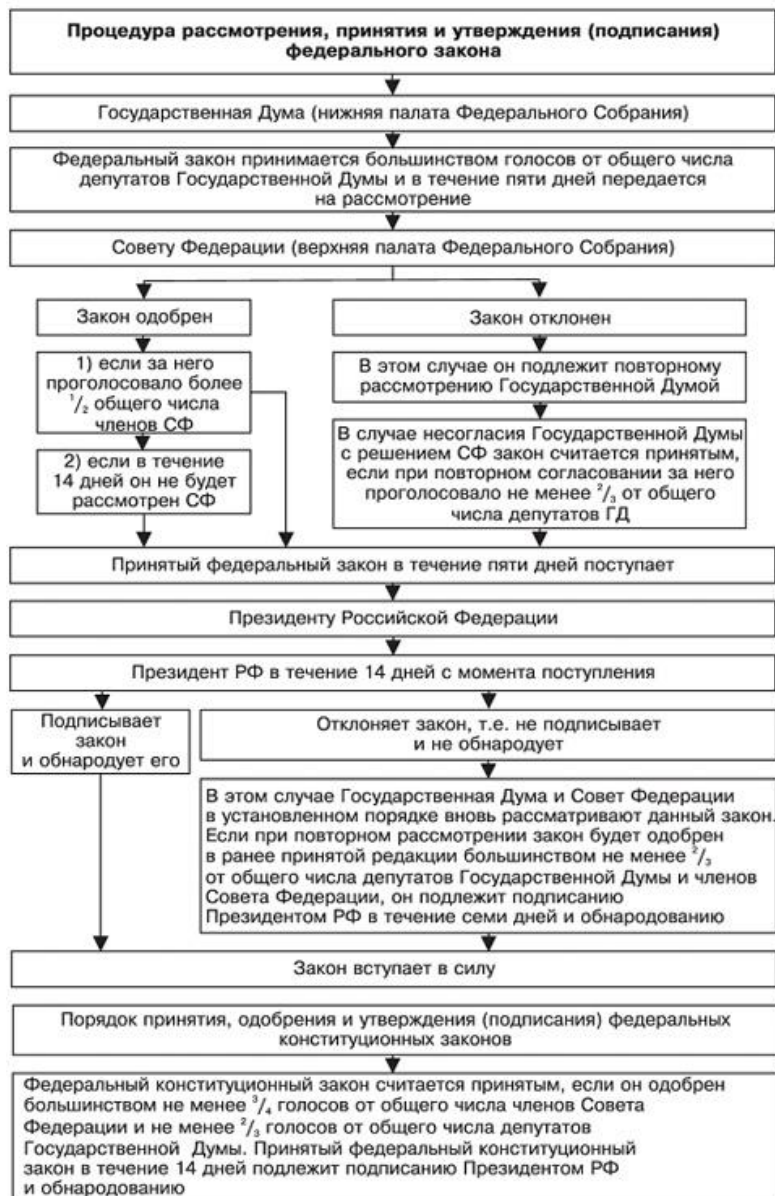 Процедура рассмотрения, принятия и утверждения (подписания)
федерального закона
Государственная Дума (нижняя палата Федерального Собрания)
Федеральный закон принимается большинством голосов от общего числа
депутатов Государственной Думы и в течение пяти дней передается
на рассмотрение
Совету Федерации (верхняя палата Федерального Собрания)
Закон одобрен
1) если за него
проголосовало более
1/2 общего числа
членов СФ
2) если в течение
14 дней он не будет
рассмотрен СФ
Закон отклонен
В этом случае он подлежит повторному
рассмотрению Государственной Думой
В случае несогласия Государственной Думы
с решением СФ закон считается принятым,
если при повторном согласовании за него
проголосовало не менее 2/3 от общего
числа депутатов ГД
Принятый федеральный закон в течение пяти дней поступает
Президенту Российской Федерации
Президент РФ в течение 14 дней с момента поступления
Подписывает
закон
и обнародует его
Отклоняет закон, т.е. не подписывает
и не обнародует
В этом случае Государственная Дума и Совет Федерации
в установленном порядке вновь рассматривают данный закон.
Если при повторном рассмотрении закон будет одобрен
в ранее принятой редакции большинством не менее 2/3
от общего числа депутатов Государственной Думы и членов
Совета Федерации, он подлежит подписанию
Президентом РФ в течение семи дней и обнародованию
Закон вступает в силу
Порядок принятия, одобрения и утверждения (подписания) федеральных
конституционных законов
Федеральный конституционный закон считается принятым, если он одобрен
большинством не менее 3/4 голосов от общего числа членов Совета
Федерации и не менее 2/3 голосов от общего числа депутатов
Государственной Думы. Принятый федеральный конституционный
закон в течение 14 дней подлежит подписанию Президентом РФ
и обнародованию